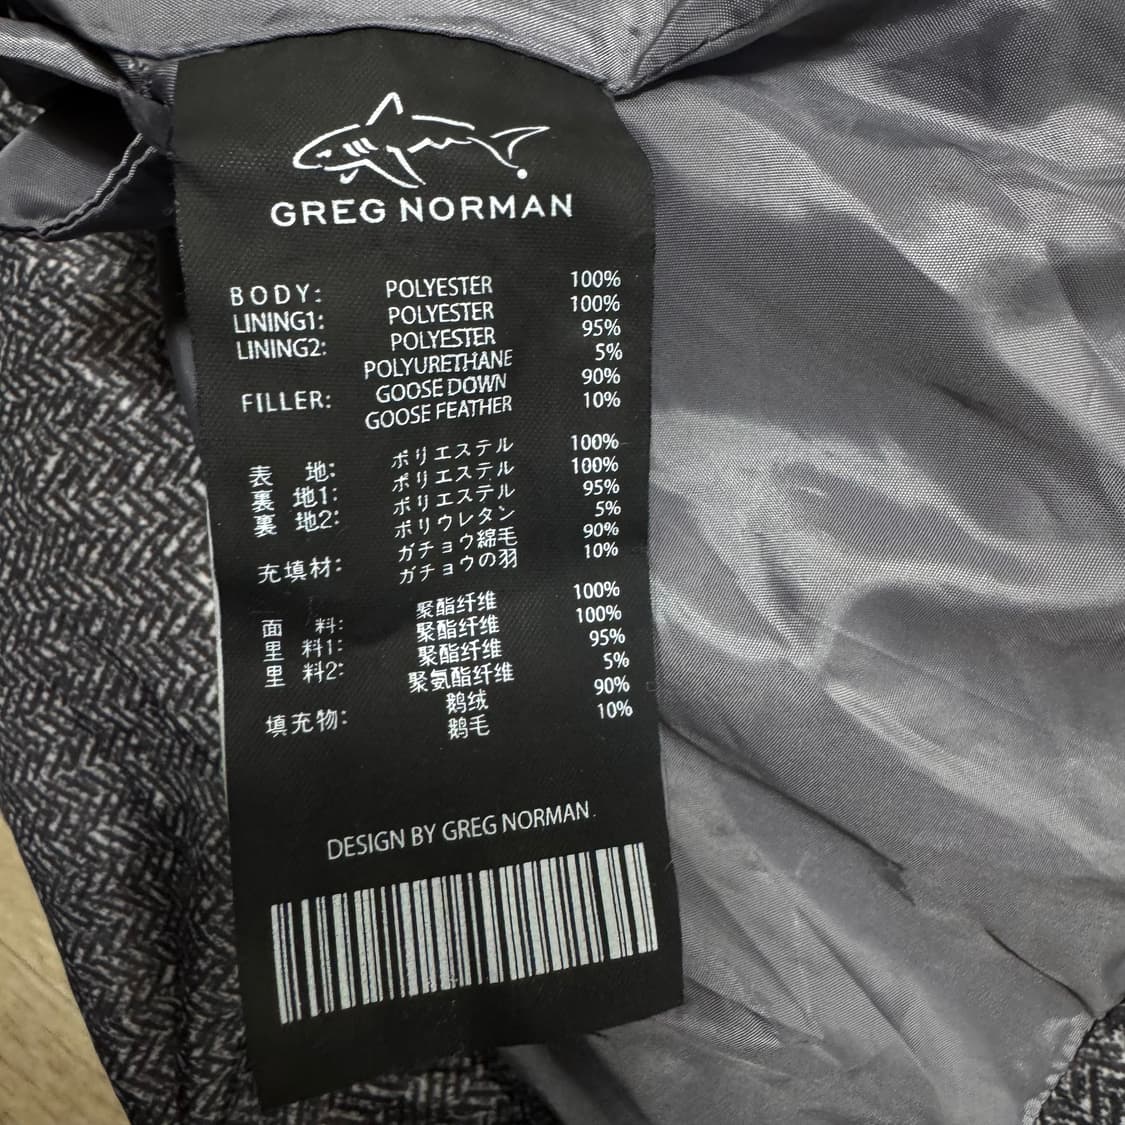 GREG NORMAN
BODY: POLYESTER 100%
LINING1: POLYESTER 100%
LINING2: POLYESTER 95%
POLYURETHANE 5%
FILLER: GOOSE DOWN 90%
GOOSE FEATHER 10%
表 地: ポリエステル 100%
裏 地1: ポリエステル 100%
裏 地2: ポリエステル 95%
ポリウレタン 5%
充填材: ガチョウ綿毛 90%
ガチョウの羽 10%
面 料: 聚酯纤维 100%
里 料1: 聚酯纤维 100%
里 料2: 聚酯纤维 95%
聚氨酯纤维 5%
填充物: 鹅绒 90%
鹅毛 10%
DESIGN BY GREG NORMAN.